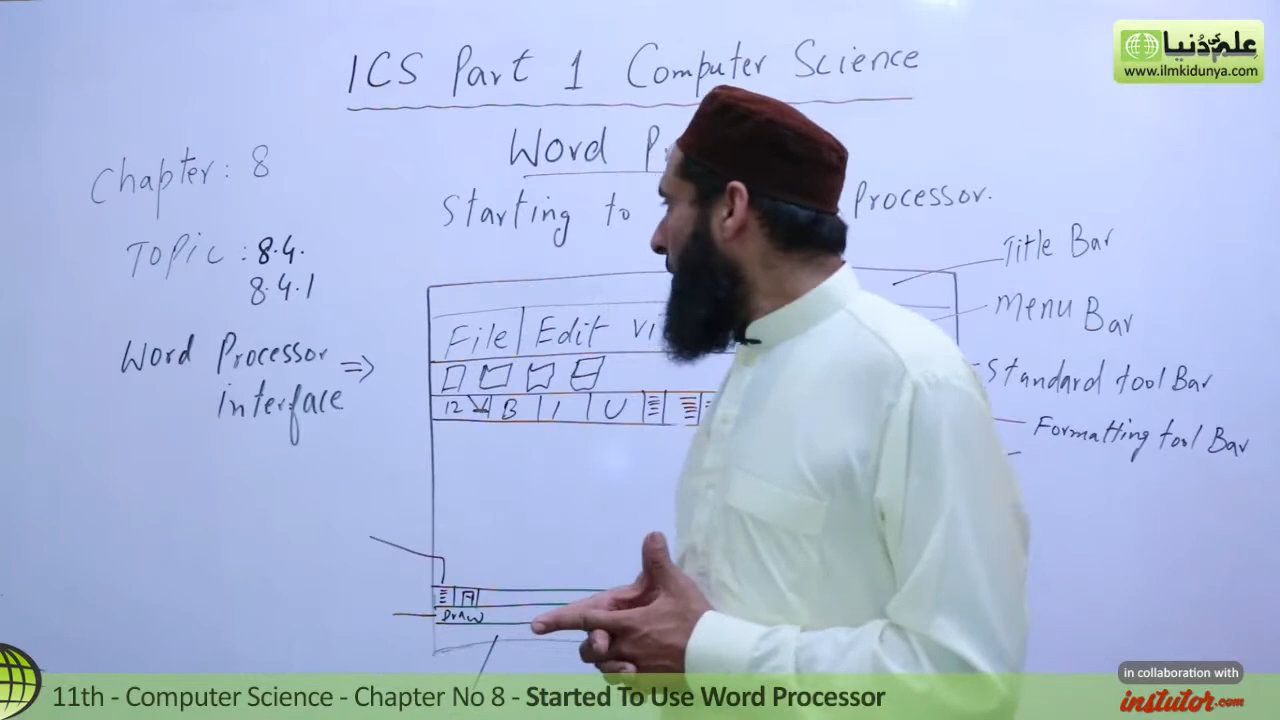 علم کی دُنیا
www.ilmkidunya.com
ICS Part 1 Computer Science
Word P
Chapter: 8
Starting to Processor.
Topic: 8.4.
8.4.1
Title Bar
Menu Bar
Word Processor ⇒
interface
File Edit Vi
Standard tool Bar
12 B I U
Formatting tool Bar
Draw
in collaboration with
instutor.com
11th - Computer Science - Chapter No 8 - Started To Use Word Processor